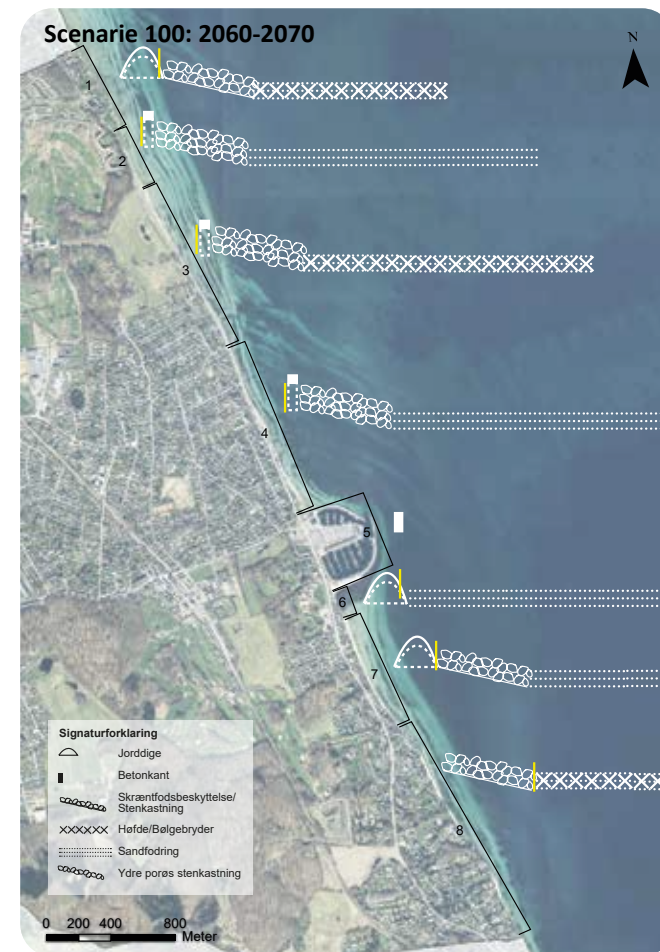 Scenarie 100: 2060-2070
N
1
2
3
4
5
6
7
8
Signaturforklaring
Jorddige
Betonkant
Skræntfodsbeskyttelse/
Stenkastning
Høfde/Bølgebryder
Sandfodring
Ydre porøs stenkastning
0 200 400 800
Meter